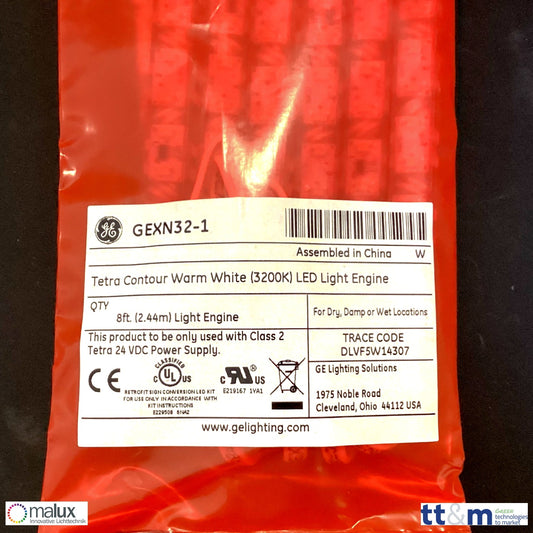 GE GEXN32-1
Assembled in China W
Tetra Contour Warm White (3200K) LED Light Engine
QTY
8ft. (2.44m) Light Engine
For Dry, Damp or Wet Locations
This product to be only used with Class 2
Tetra 24 VDC Power Supply.
TRACE CODE
DLVF5W14307
CE
CLASSIFIED
C UL US
RETROFIT SIGN CONVERSION LED KIT
FOR USE ONLY IN ACCORDANCE WITH
KIT INSTRUCTIONS
E229508 6NA2
c UR US
E219167 1YA1
GE Lighting Solutions
1975 Noble Road
Cleveland, Ohio 44112 USA
www.gelighting.com
malux
innovative Lichttechnik
tt&m
GREEN
technologies
to market